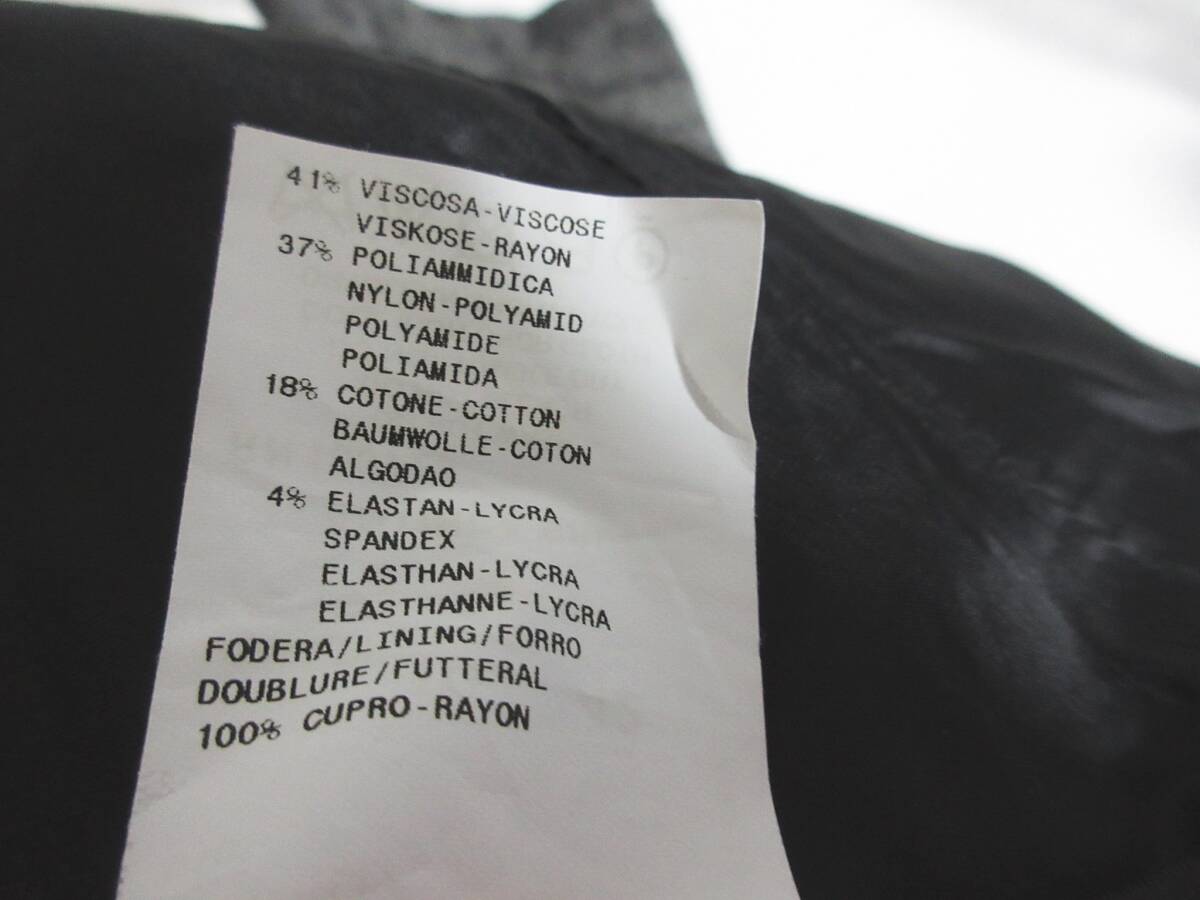 41% VISCOSA-VISCOSE
VISKOSE-RAYON
37% POLIAMMIDICA
NYLON-POLYAMID
POLYAMIDE
POLIAMIDA
18% COTONE-COTTON
BAUMWOLLE-COTON
ALGODAO
4% ELASTAN-LYCRA
SPANDEX
ELASTHAN-LYCRA
ELASTHANNE-LYCRA
FODERA/LINING/FORRO
DOUBLURE/FUTTERAL
100% CUPRO-RAYON